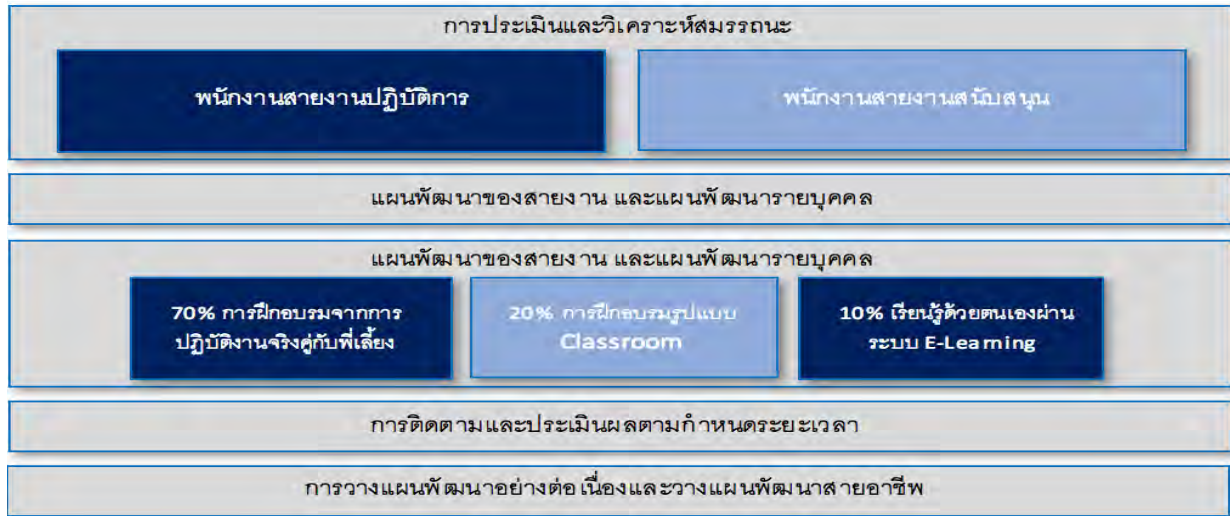 การประเมินและวิเคราะห์สมรรถนะ
พนักงานสายงานปฏิบัติการ
พนักงานสายงานสนับสนุน
แผนพัฒนาของสายงาน และแผนพัฒนารายบุคคล
แผนพัฒนาของสายงาน และแผนพัฒนารายบุคคล
70% การฝึกอบรมจากการ
ปฏิบัติงานจริงคู่กับพี่เลี้ยง
20% การฝึกอบรมรูปแบบ
Classroom
10% เรียนรู้ด้วยตนเองผ่าน
ระบบ E-Learning
การติดตามและประเมินผลตามกำหนดระยะเวลา
การวางแผนพัฒนาอย่างต่อเนื่องและวางแผนพัฒนาสายอาชีพ